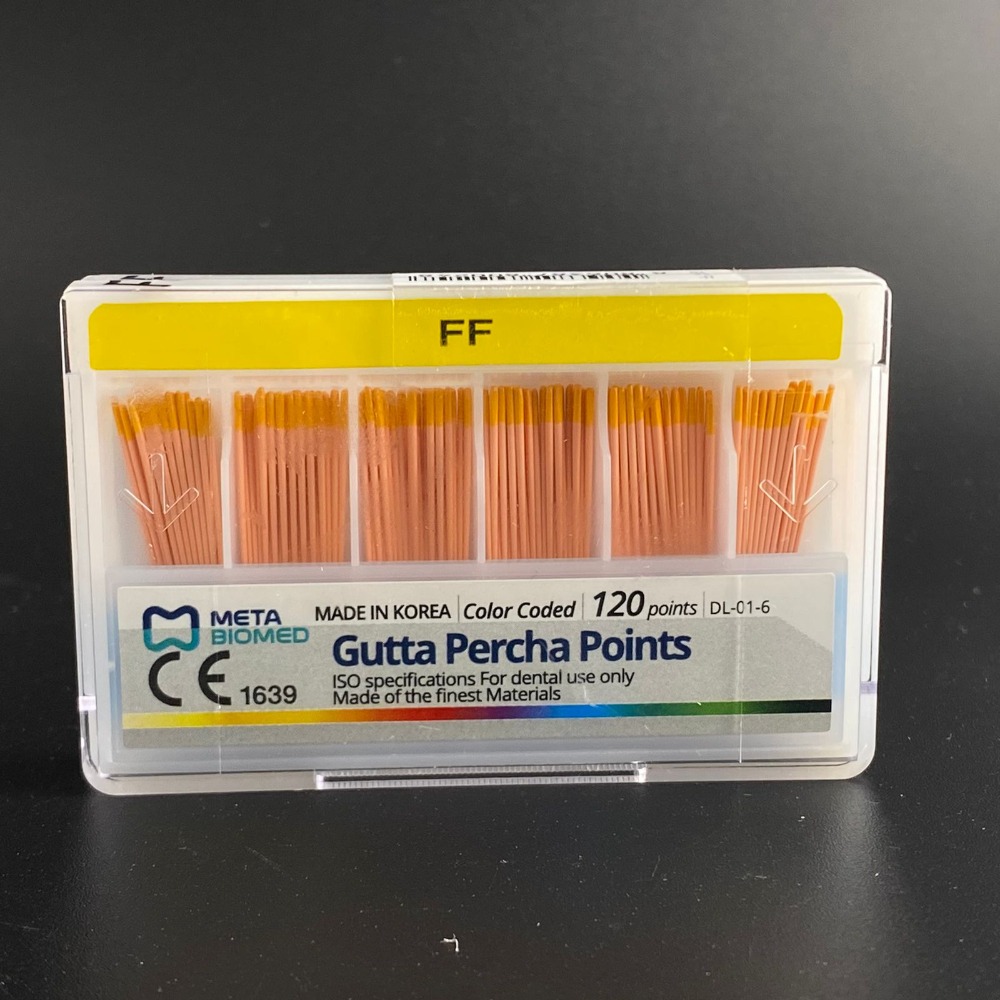 FF
FF
META
BIOMED
MADE IN KOREA | Color Coded | 120 points | DL-01-6
Gutta Percha Points
CE 1639
ISO specifications For dental use only
Made of the finest Materials